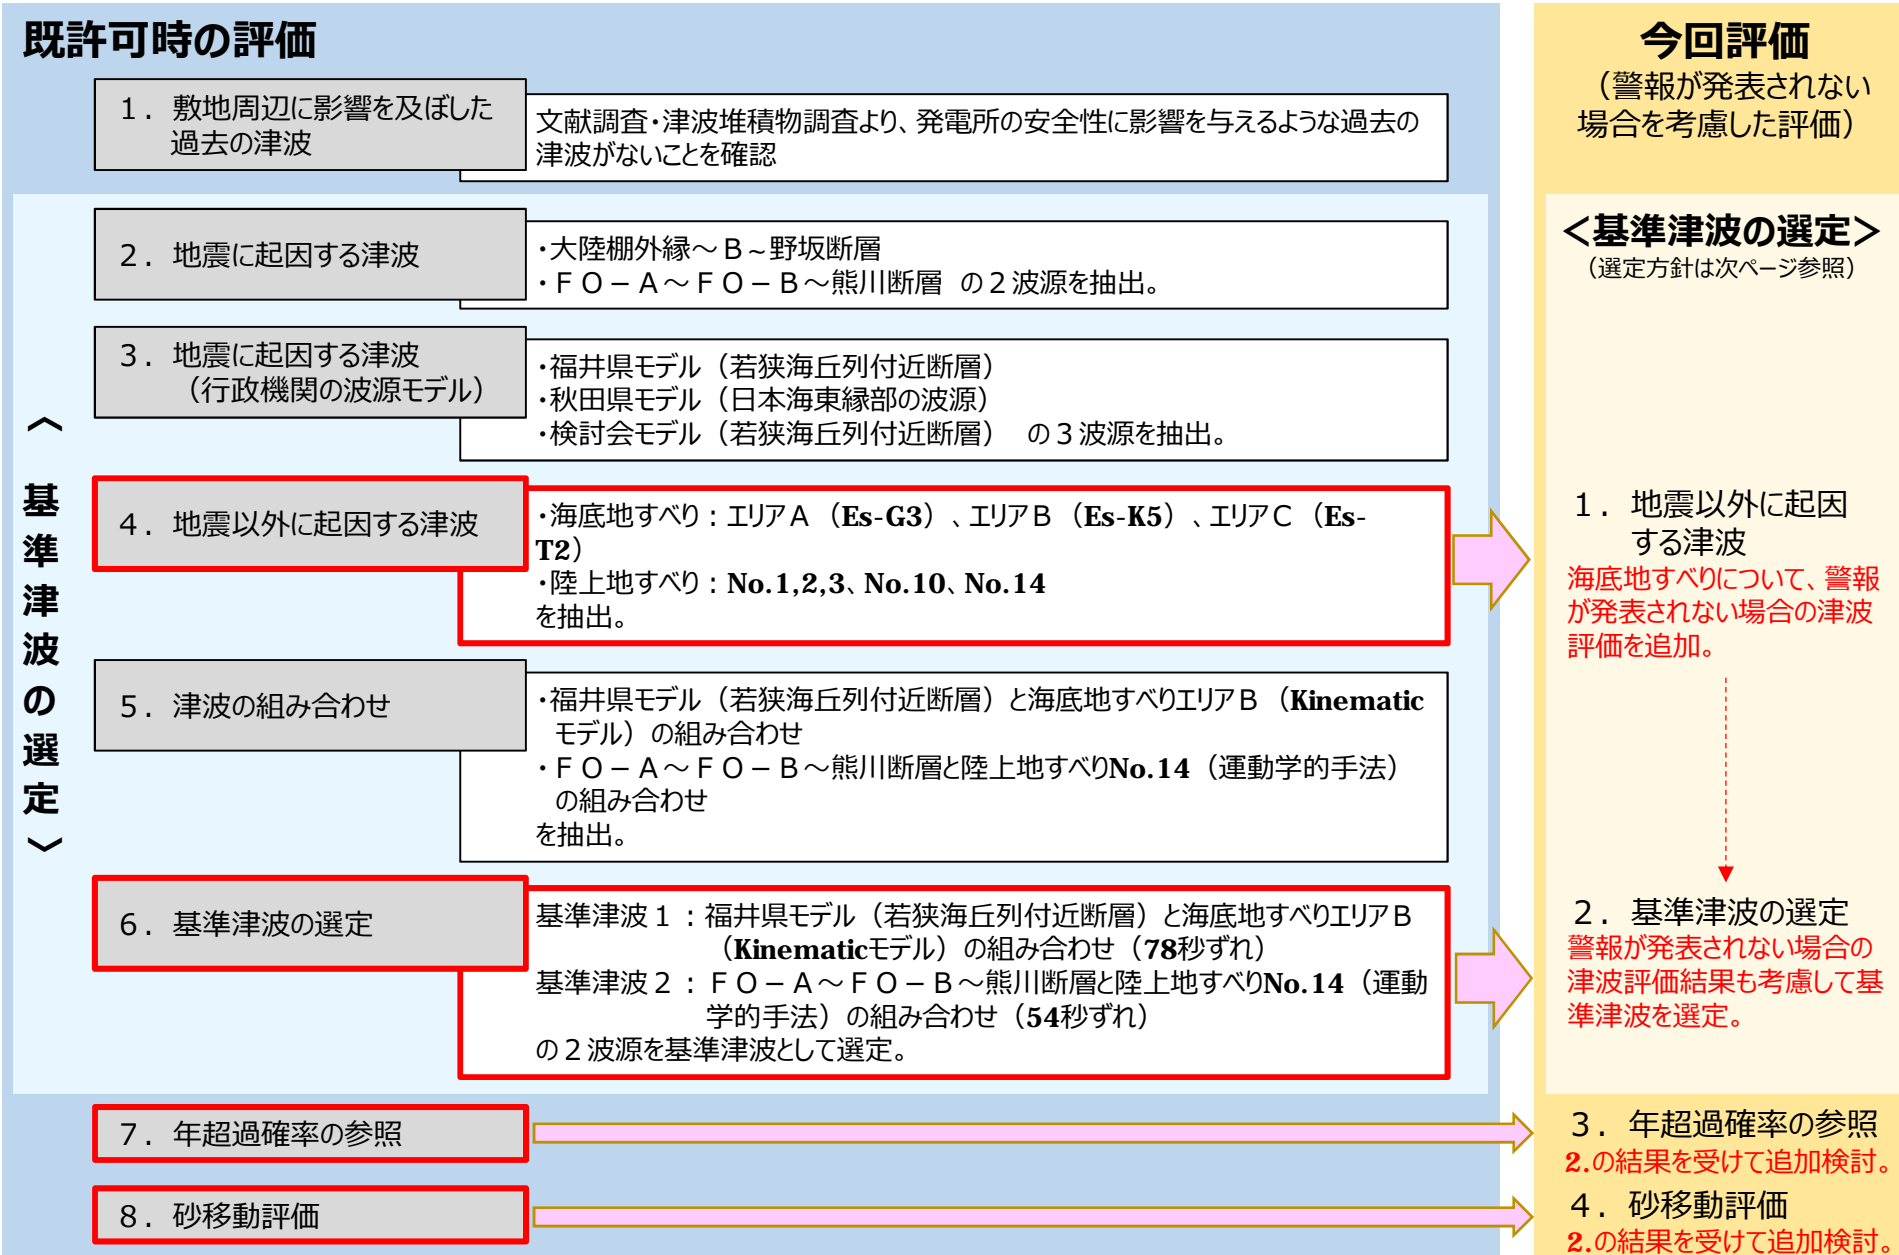 既許可時の評価
１．敷地周辺に影響を及ぼした
過去の津波
文献調査・津波堆積物調査より、発電所の安全性に影響を与えるような過去の
津波がないことを確認
＜基準津波の選定＞
２．地震に起因する津波
・大陸棚外縁～Ｂ~野坂断層
・ＦＯ－Ａ～ＦＯ－Ｂ～熊川断層 の２波源を抽出。
３．地震に起因する津波
（行政機関の波源モデル）
・福井県モデル（若狭海丘列付近断層）
・秋田県モデル（日本海東縁部の波源）
・検討会モデル（若狭海丘列付近断層） の３波源を抽出。
４．地震以外に起因する津波
・海底地すべり：エリアＡ（Es-G3）、エリアＢ（Es-K5）、エリアＣ（Es-
T2）
・陸上地すべり：No.1,2,3、No.10、No.14
を抽出。
５．津波の組み合わせ
・福井県モデル（若狭海丘列付近断層）と海底地すべりエリアＢ（Kinematic
モデル）の組み合わせ
・ＦＯ－Ａ～ＦＯ－Ｂ～熊川断層と陸上地すべりNo.14（運動学的手法）
の組み合わせ
を抽出。
６．基準津波の選定
基準津波１：福井県モデル（若狭海丘列付近断層）と海底地すべりエリアＢ
（Kinematicモデル）の組み合わせ（78秒ずれ）
基準津波２：ＦＯ－Ａ～ＦＯ－Ｂ～熊川断層と陸上地すべりNo.14（運動
学的手法）の組み合わせ（54秒ずれ）
の２波源を基準津波として選定。
７．年超過確率の参照
８．砂移動評価
今回評価
（警報が発表されない
場合を考慮した評価）
＜基準津波の選定＞
（選定方針は次ページ参照）
１．地震以外に起因
する津波
海底地すべりについて、警報
が発表されない場合の津波
評価を追加。
２．基準津波の選定
警報が発表されない場合の
津波評価結果も考慮して基
準津波を選定。
３．年超過確率の参照
2.の結果を受けて追加検討。
４．砂移動評価
2.の結果を受けて追加検討。